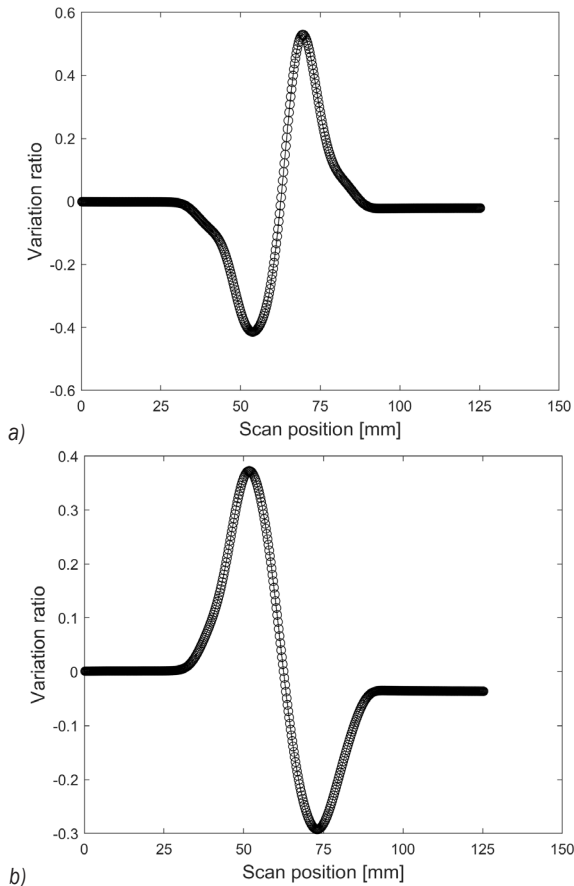 0.6
0.4
0.2
0
-0.2
-0.4
-0.6
Variation ratio
0 25 50 75 100 125 150
Scan position [mm]
a)
0.4
0.3
0.2
0.1
0
-0.1
-0.2
-0.3
Variation ratio
0 25 50 75 100 125 150
Scan position [mm]
b)